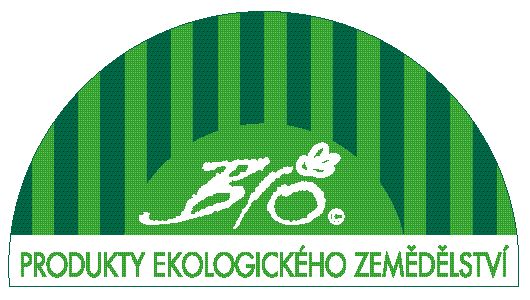 BIO
PRODUKTY EKOLOGICKÉHO ZEMĚDĚLSTVÍ